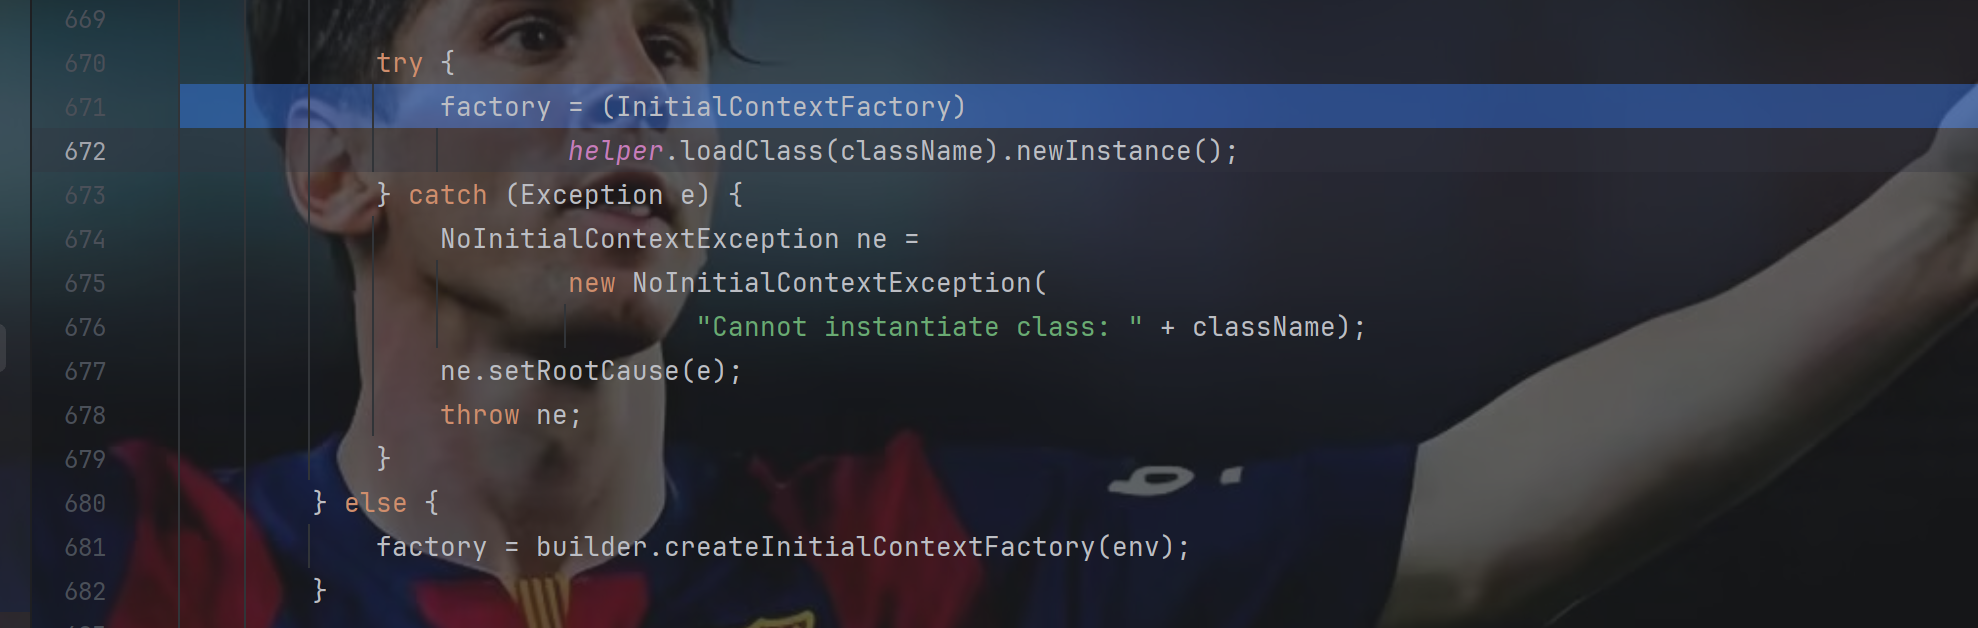 669
670 try {
671 factory = (InitialContextFactory)
672 helper.loadClass(className).newInstance();
673 } catch (Exception e) {
674 NoInitialContextException ne =
675 new NoInitialContextException(
676 "Cannot instantiate class: " + className);
677 ne.setRootCause(e);
678 throw ne;
679 }
680 } else {
681 factory = builder.createInitialContextFactory(env);
682 }